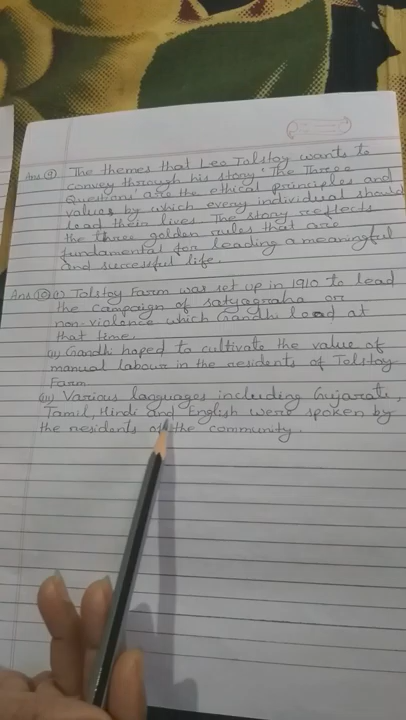 Ans (9) The themes that Leo Tolstoy wants to
convey through his story 'The Three
Questions' are the ethical principles and
values by which every individual should
lead their lives. The story reflects
the three golden rules that are
fundamental for leading a meaningful
and successful life.
Ans (10) (i) Tolstoy Farm was set up in 1910 to lead
the campaign of satyagraha or
non-violence which Gandhi lead at
that time.
(ii) Gandhi hoped to cultivate the value of
manual labour in the residents of Tolstoy
Farm.
(iii) Various languages including Gujarati,
Tamil, Hindi and English were spoken by
the residents of the community.